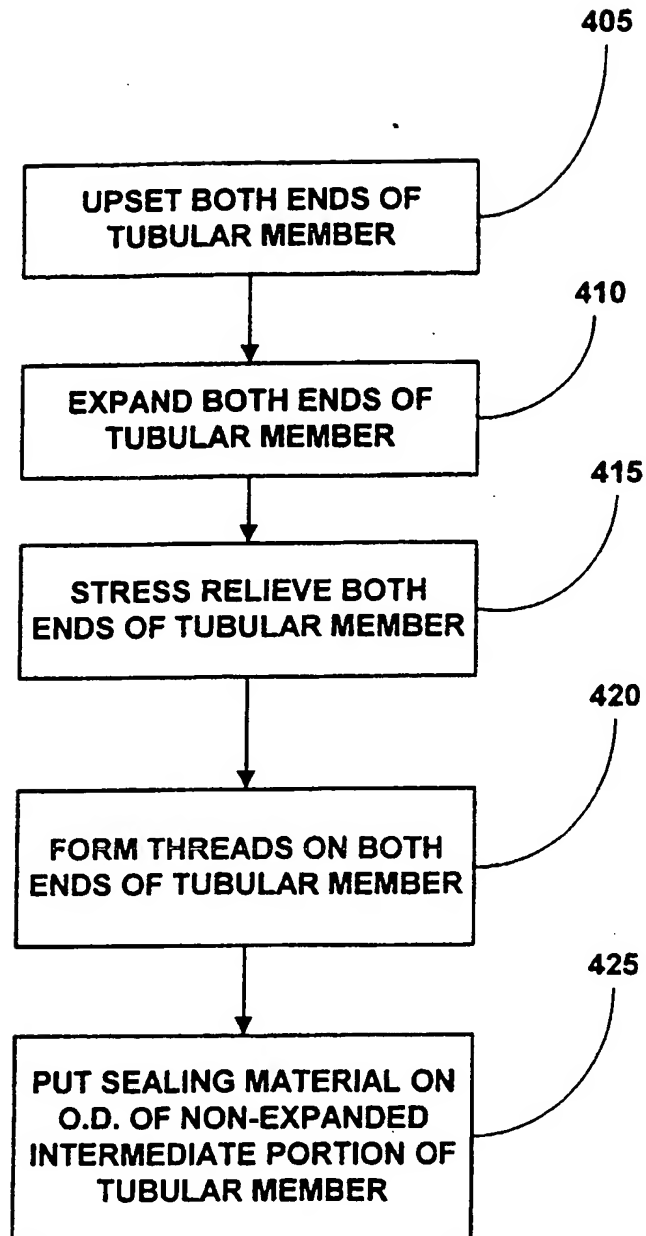 405
UPSET BOTH ENDS OF
TUBULAR MEMBER
410
EXPAND BOTH ENDS OF
TUBULAR MEMBER
415
STRESS RELIEVE BOTH
ENDS OF TUBULAR MEMBER
420
FORM THREADS ON BOTH
ENDS OF TUBULAR MEMBER
425
PUT SEALING MATERIAL ON
O.D. OF NON-EXPANDED
INTERMEDIATE PORTION OF
TUBULAR MEMBER